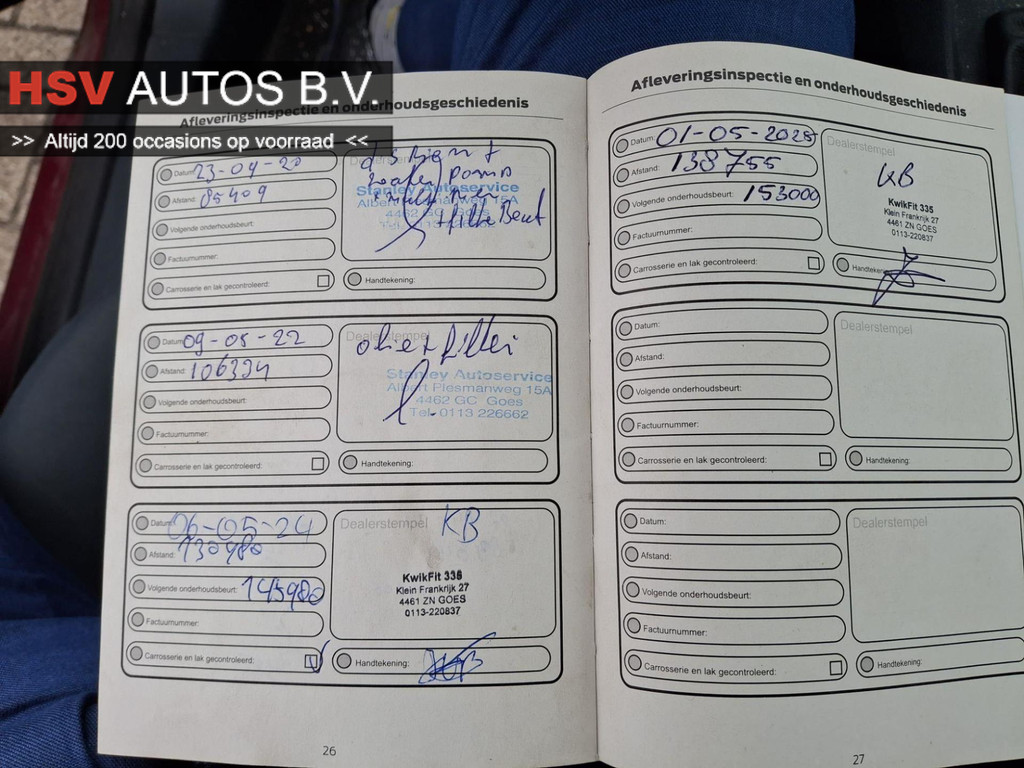 HSV AUTOS B.V.
>> Altijd 200 occasions op voorraad <<
Afleveringsinspectie en onderhoudsgeschiedenis
Datum: 23-04-20
Afstand: 85409
Volgende onderhoudsbeurt:
Factuurnummer:
Carrosserie en lak gecontroleerd:
Stanley Autoservice
Albert Plesmanweg 15A
4462 GC Goes
Handtekening:
Datum: 09-05-22
Afstand: 106334
Volgende onderhoudsbeurt:
Factuurnummer:
Carrosserie en lak gecontroleerd:
Dealerstempel
Stanley Autoservice
Albert Plesmanweg 15A
4462 GC Goes
Tel. 0113 226662
Handtekening:
Datum: 06-05-24
Afstand: 130980
Volgende onderhoudsbeurt: 145980
Factuurnummer:
Carrosserie en lak gecontroleerd:
Dealerstempel KB
KwikFit 335
Klein Frankrijk 27
4461 ZN GOES
0113-220837
Handtekening:
26
Afleveringsinspectie en onderhoudsgeschiedenis
Datum: 01-05-2025
Afstand: 138755
Volgende onderhoudsbeurt: 153000
Factuurnummer:
Carrosserie en lak gecontroleerd:
Dealerstempel
KB
KwikFit 335
Klein Frankrijk 27
4461 ZN GOES
0113-220837
Handtekening:
Datum:
Afstand:
Volgende onderhoudsbeurt:
Factuurnummer:
Carrosserie en lak gecontroleerd:
Dealerstempel
Handtekening:
Datum:
Afstand:
Volgende onderhoudsbeurt:
Factuurnummer:
Carrosserie en lak gecontroleerd:
Dealerstempel
Handtekening:
27